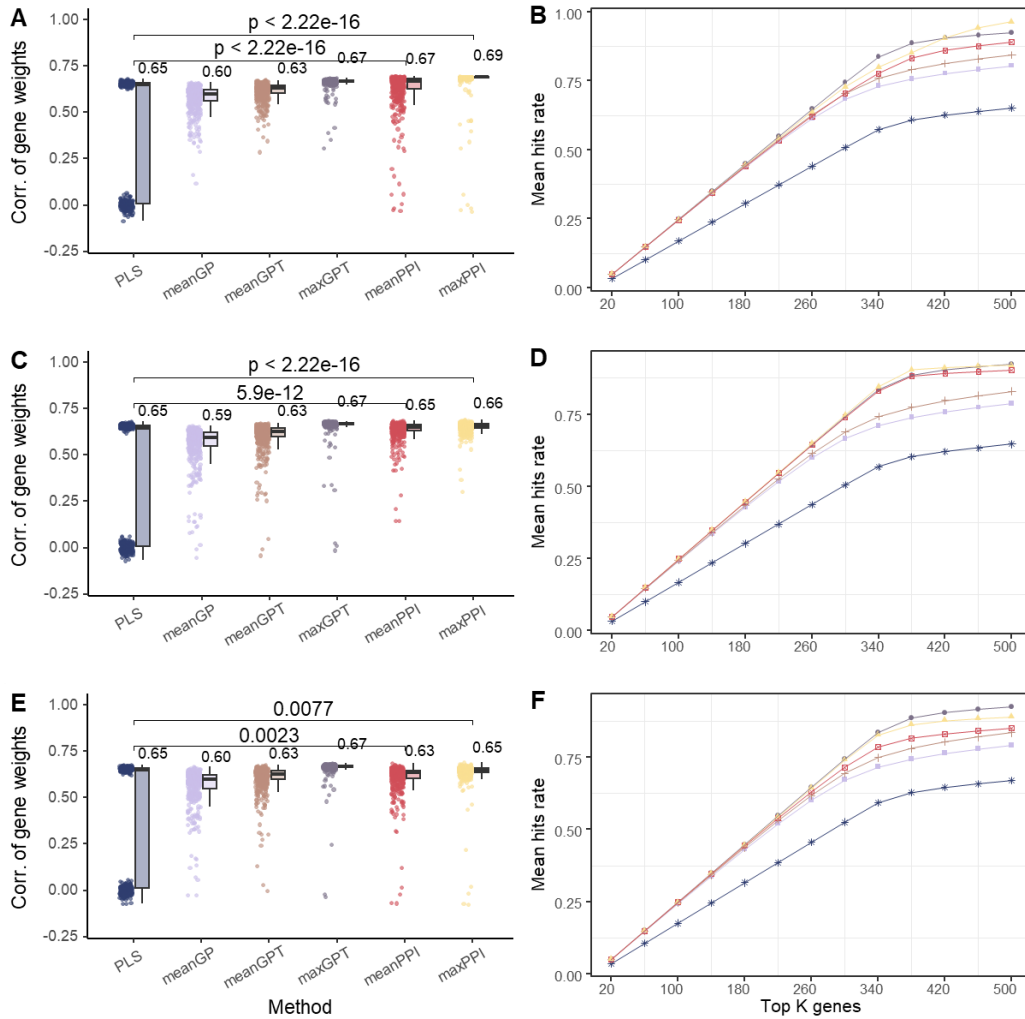 A
p < 2.22e-16
p < 2.22e-16
0.65 0.60 0.63 0.67 0.67 0.69
1.00
0.75
0.50
0.25
0.00
-0.25
Corr. of gene weights
PLS meanGP meanGPT maxGPT meanPPI maxPPI
B
1.00
0.75
0.50
0.25
0.00
Mean hits rate
20 100 180 260 340 420 500
C
p < 2.22e-16
5.9e-12
0.65 0.59 0.63 0.67 0.65 0.66
1.00
0.75
0.50
0.25
0.00
-0.25
Corr. of gene weights
PLS meanGP meanGPT maxGPT meanPPI maxPPI
D
0.75
0.50
0.25
0.00
Mean hits rate
20 100 180 260 340 420 500
E
0.0077
0.0023
0.65 0.60 0.63 0.67 0.63 0.65
1.00
0.75
0.50
0.25
0.00
-0.25
Corr. of gene weights
PLS meanGP meanGPT maxGPT meanPPI maxPPI
Method
F
0.75
0.50
0.25
0.00
Mean hits rate
20 100 180 260 340 420 500
Top K genes